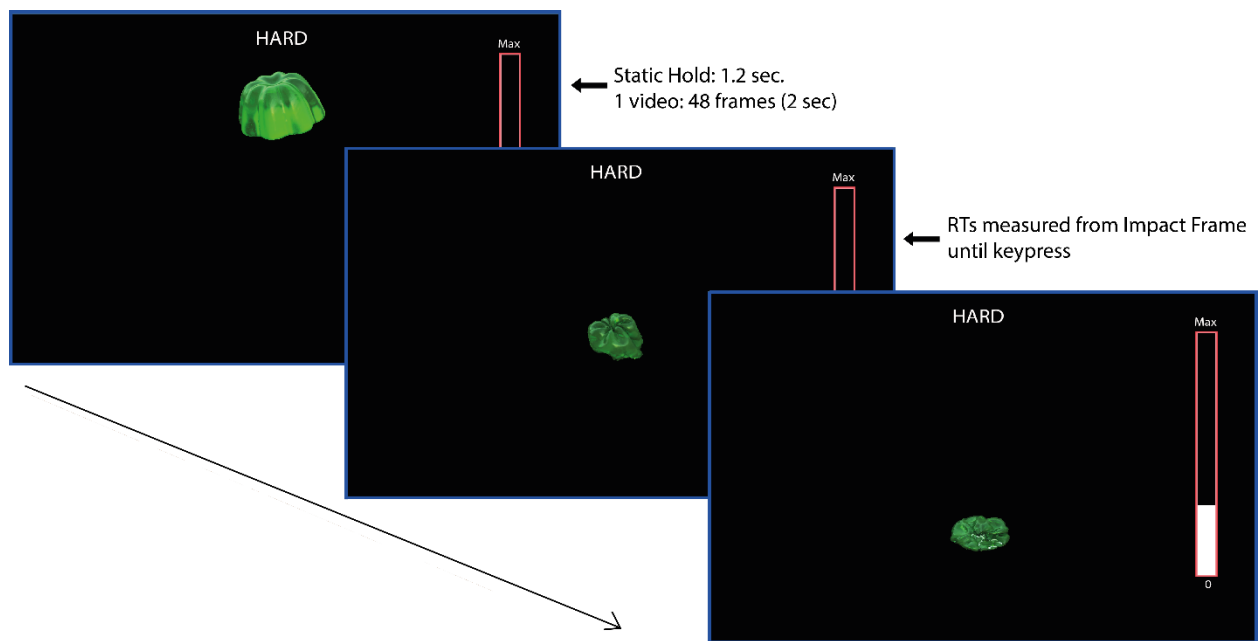 HARD
Max
Static Hold: 1.2 sec.
1 video: 48 frames (2 sec)
HARD
Max
RTs measured from Impact Frame
until keypress
HARD
Max
0